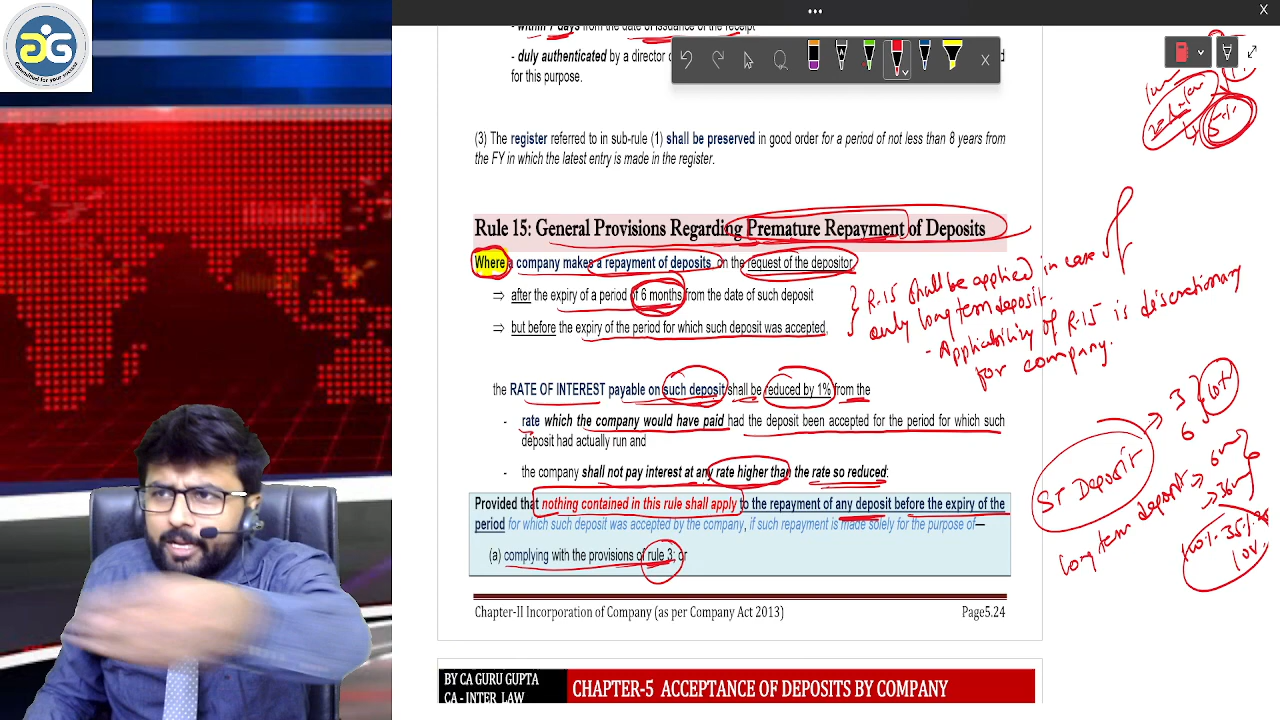 Committed for your success
within 7 days from the date of issuance of the receipt
- duly authenticated by a director
for this purpose.
(3) The register referred to in sub-rule (1) shall be preserved in good order for a period of not less than 8 years from
the FY in which the latest entry is made in the register.
Rule 15: General Provisions Regarding Premature Repayment of Deposits
Where a company makes a repayment of deposits on the request of the depositor
⇒ after the expiry of a period of 6 months from the date of such deposit
⇒ but before the expiry of the period for which such deposit was accepted,
R-15 shall be applied in case of
only long term deposit.
- Applicability of R-15 is discretionary
for company.
the RATE OF INTEREST payable on such deposit shall be reduced by 1% from the
- rate which the company would have paid had the deposit been accepted for the period for which such
deposit had actually run and
- the company shall not pay interest at any rate higher than the rate so reduced:
Provided that nothing contained in this rule shall apply to the repayment of any deposit before the expiry of the
period for which such deposit was accepted by the company, if such repayment is made solely for the purpose of—
(a) complying with the provisions of rule 3; or
ST Deposit
3
6
10%
long term deposit
6m
36m
35%
10%
5%
Chapter-II Incorporation of Company (as per Company Act 2013) Page5.24
BY CA GURU GUPTA
CA - INTER LAW
CHAPTER-5 ACCEPTANCE OF DEPOSITS BY COMPANY